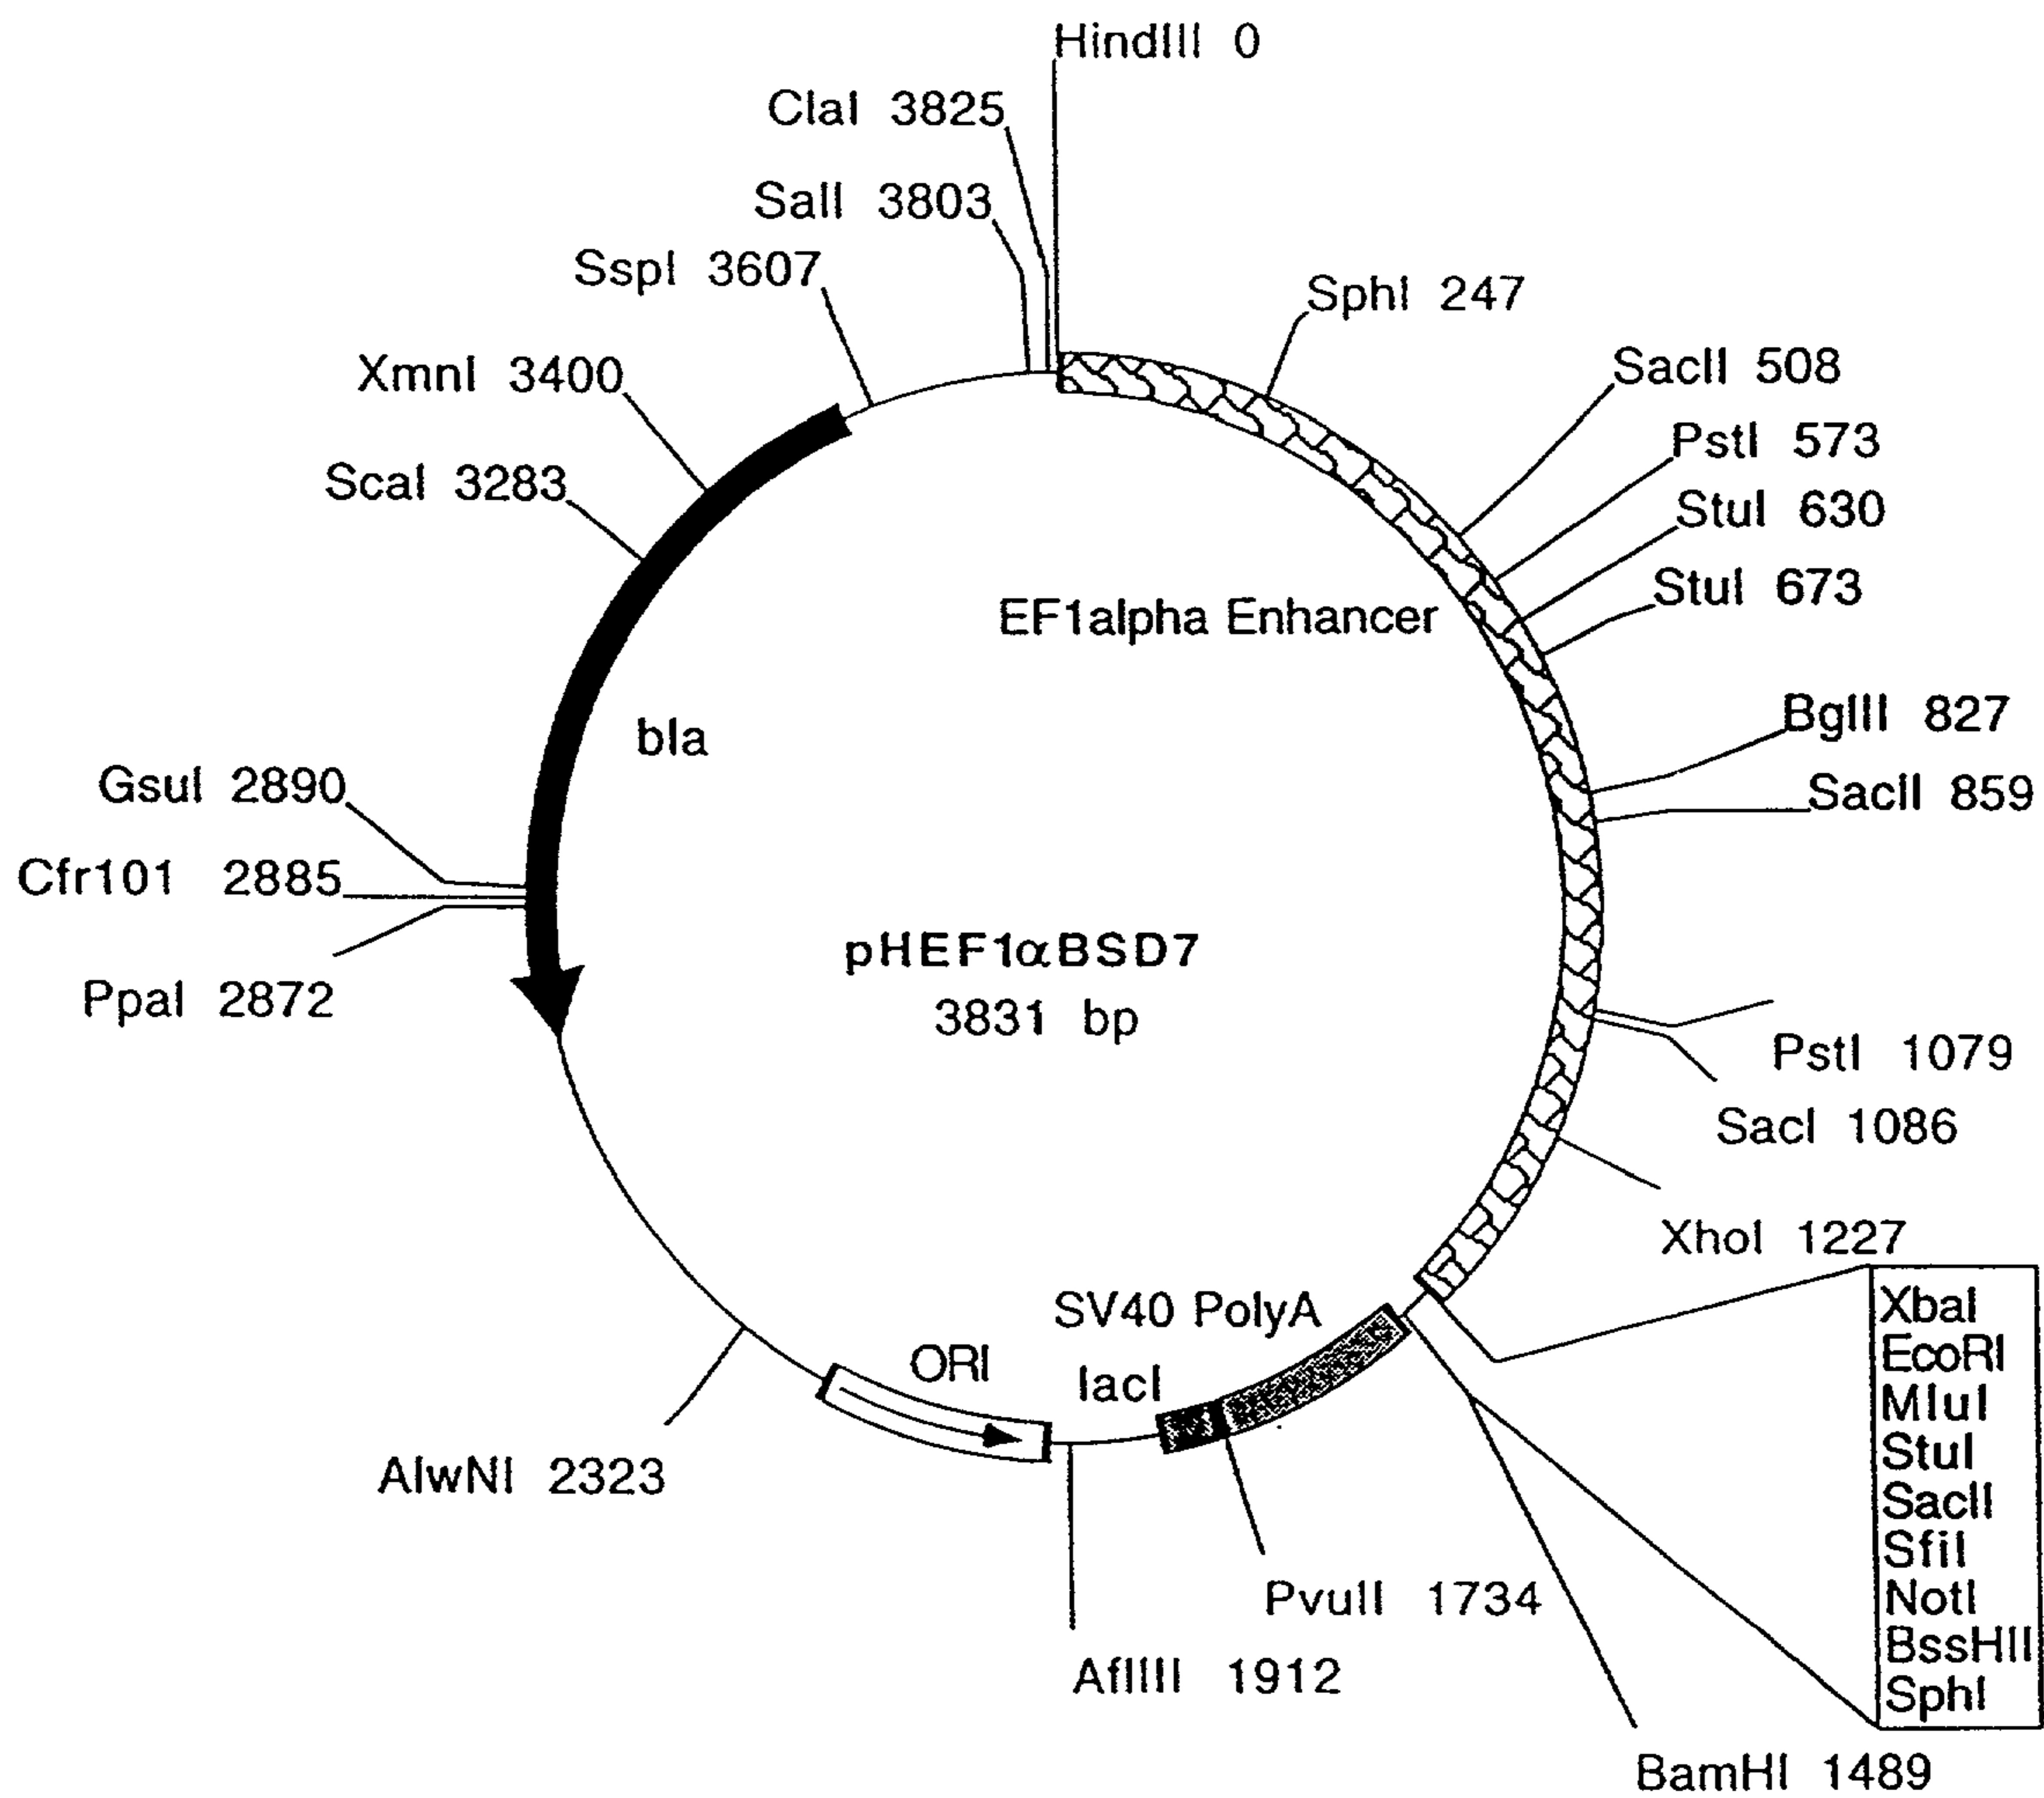 HindIII 0
ClaI 3825
SalI 3803
SspI 3607
XmnI 3400
ScaI 3283
SphI 247
SacII 508
PstI 573
StuI 630
StuI 673
EF1alpha Enhancer
BglII 827
SacII 859
bla
GsuI 2890
Cfr101 2885
PpaI 2872
pHEF1αBSD7
3831 bp
PstI 1079
SacI 1086
XhoI 1227
SV40 PolyA
ORI
lacI
XbaI
EcoRI
MluI
StuI
SacII
SfiI
NotI
BssHII
SphI
AlwNI 2323
PvuII 1734
AflIII 1912
BamHI 1489